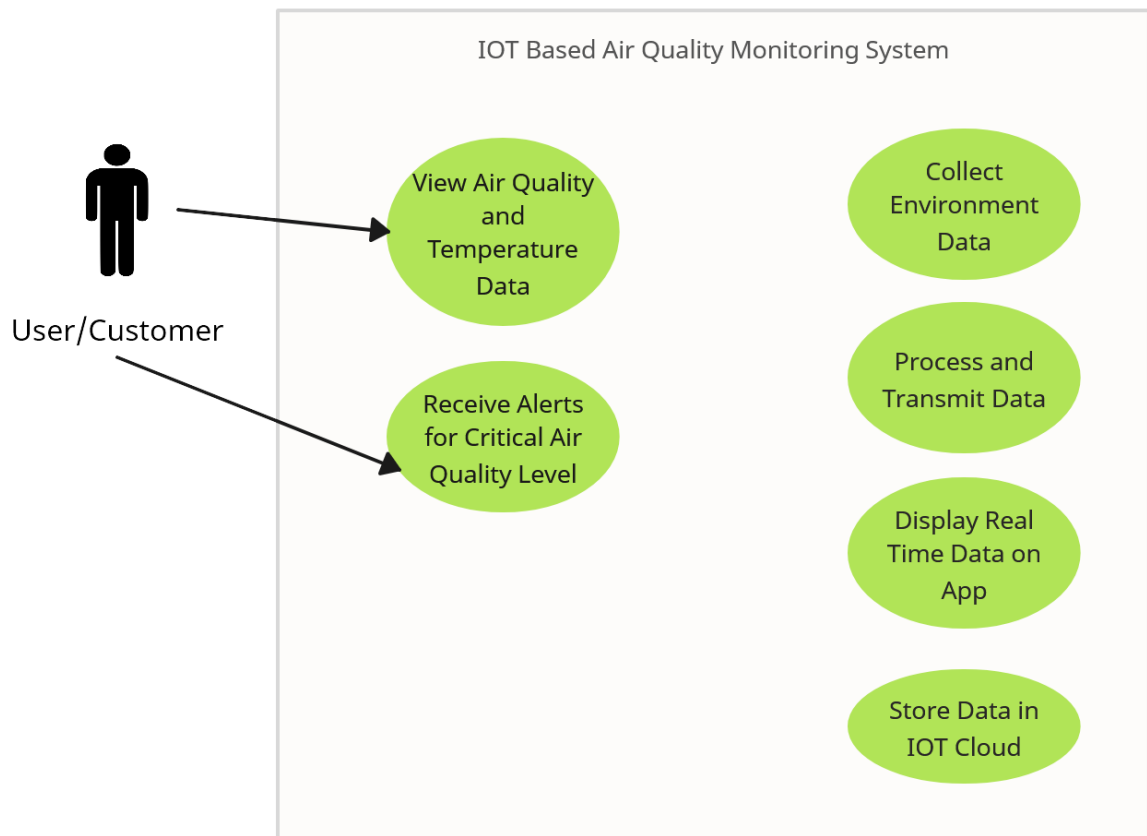 IOT Based Air Quality Monitoring System
User/Customer
View Air Quality
and
Temperature
Data
Receive Alerts
for Critical Air
Quality Level
Collect
Environment
Data
Process and
Transmit Data
Display Real
Time Data on
App
Store Data in
IOT Cloud